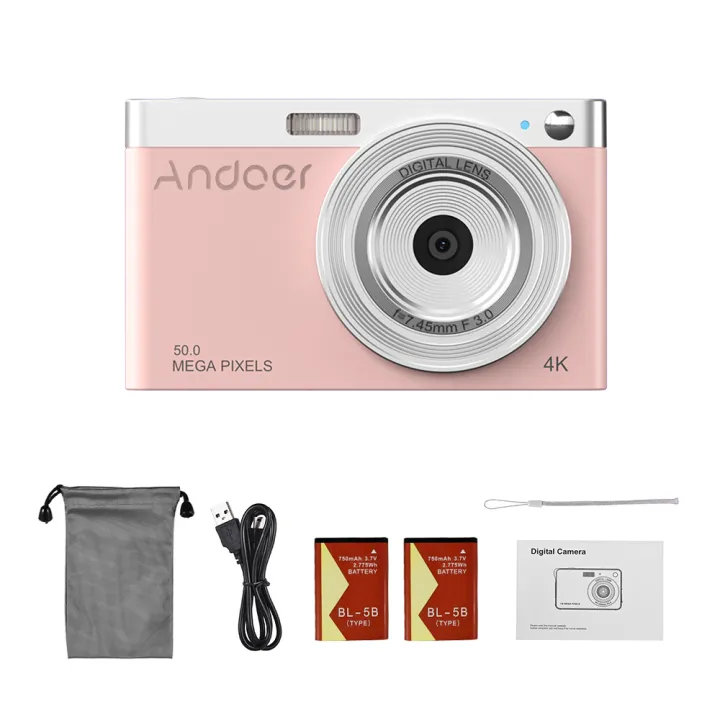 Andoer
DIGITAL LENS
f=7.45mm F 3.0
50.0
MEGA PIXELS
4K
750mAh 3.7V
2.775Wh
BATTERY
BL-5B
(TYPE)
750mAh 3.7V
2.775Wh
BATTERY
BL-5B
(TYPE)
Digital Camera